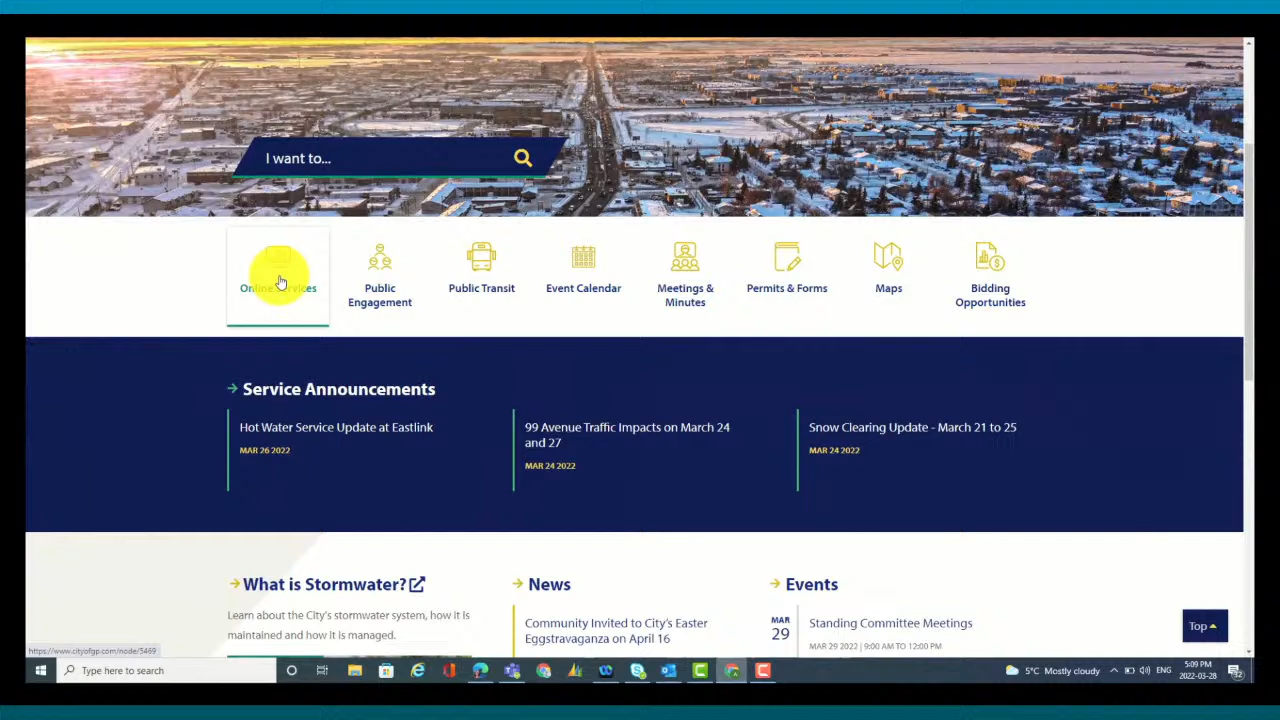 I want to...
Online Services
Public
Engagement
Public Transit
Event Calendar
Meetings &
Minutes
Permits & Forms
Maps
Bidding
Opportunities
Service Announcements
Hot Water Service Update at Eastlink
MAR 26 2022
99 Avenue Traffic Impacts on March 24
and 27
MAR 24 2022
Snow Clearing Update - March 21 to 25
MAR 24 2022
What is Stormwater?
Learn about the City's stormwater system, how it is
maintained and how it is managed.
News
Community Invited to City's Easter
Eggstravaganza on April 16
Events
MAR
29
Standing Committee Meetings
MAR 29 2022 | 9:00 AM TO 12:00 PM
Top
https://www.cityofgp.com/node/5469
Type here to search
5°C Mostly cloudy
ENG
5:09 PM
2022-03-28
32